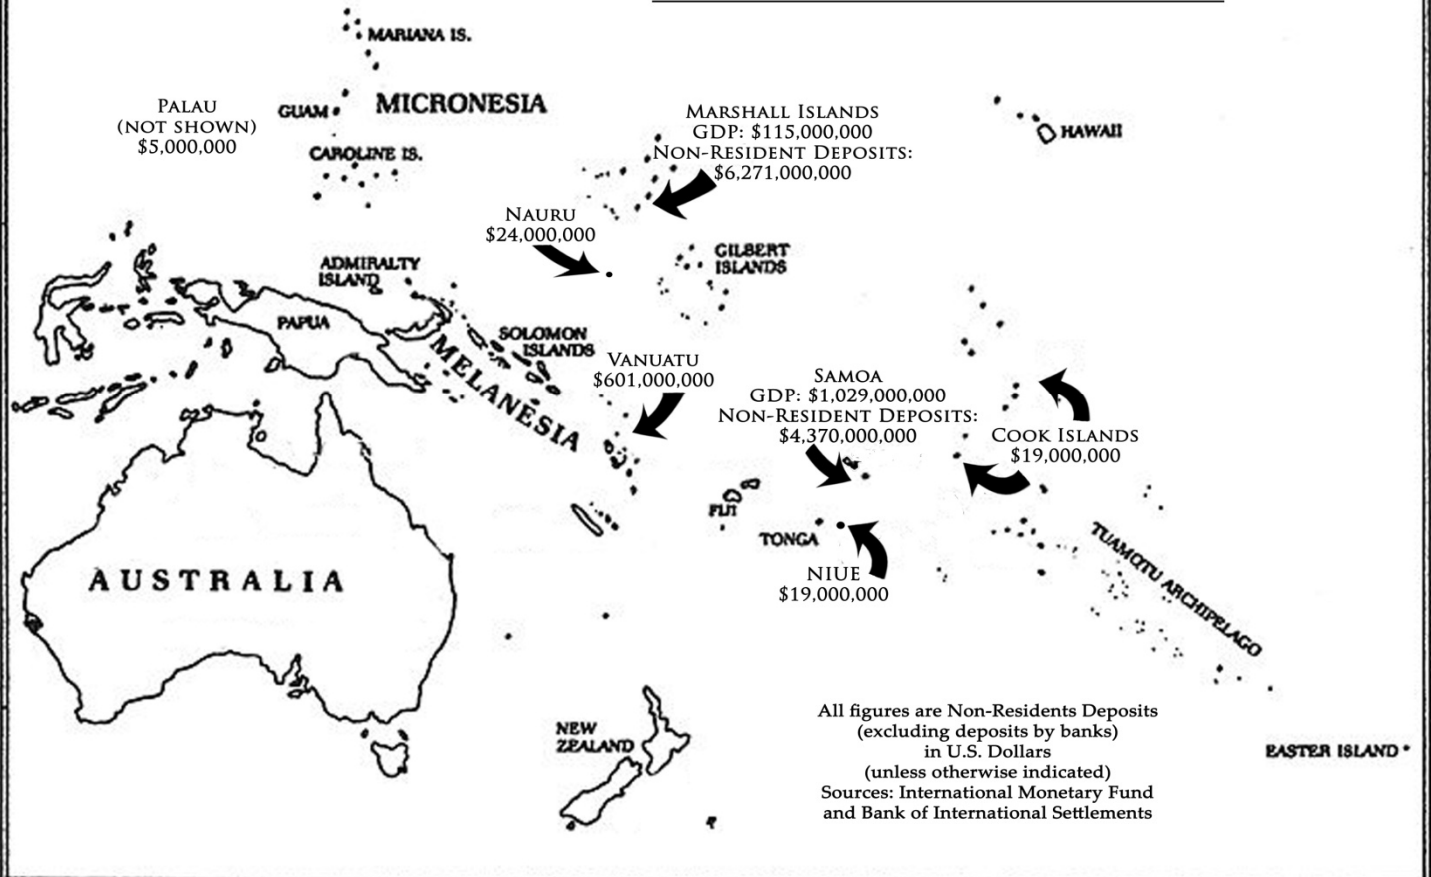 MARIANA IS.
PALAU
(NOT SHOWN)
$5,000,000
GUAM
MICRONESIA
CAROLINE IS.
MARSHALL ISLANDS
GDP: $115,000,000
NON-RESIDENT DEPOSITS:
$6,271,000,000
HAWAII
NAURU
$24,000,000
ADMIRALTY
ISLAND
GILBERT
ISLANDS
PAPUA
SOLOMON
ISLANDS
MELANESIA
VANUATU
$601,000,000
SAMOA
GDP: $1,029,000,000
NON-RESIDENT DEPOSITS:
$4,370,000,000
COOK ISLANDS
$19,000,000
FIJI
TONGA
NIUE
$19,000,000
TUAMOTU ARCHIPELAGO
AUSTRALIA
NEW
ZEALAND
All figures are Non-Residents Deposits
(excluding deposits by banks)
in U.S. Dollars
(unless otherwise indicated)
Sources: International Monetary Fund
and Bank of International Settlements
EASTER ISLAND